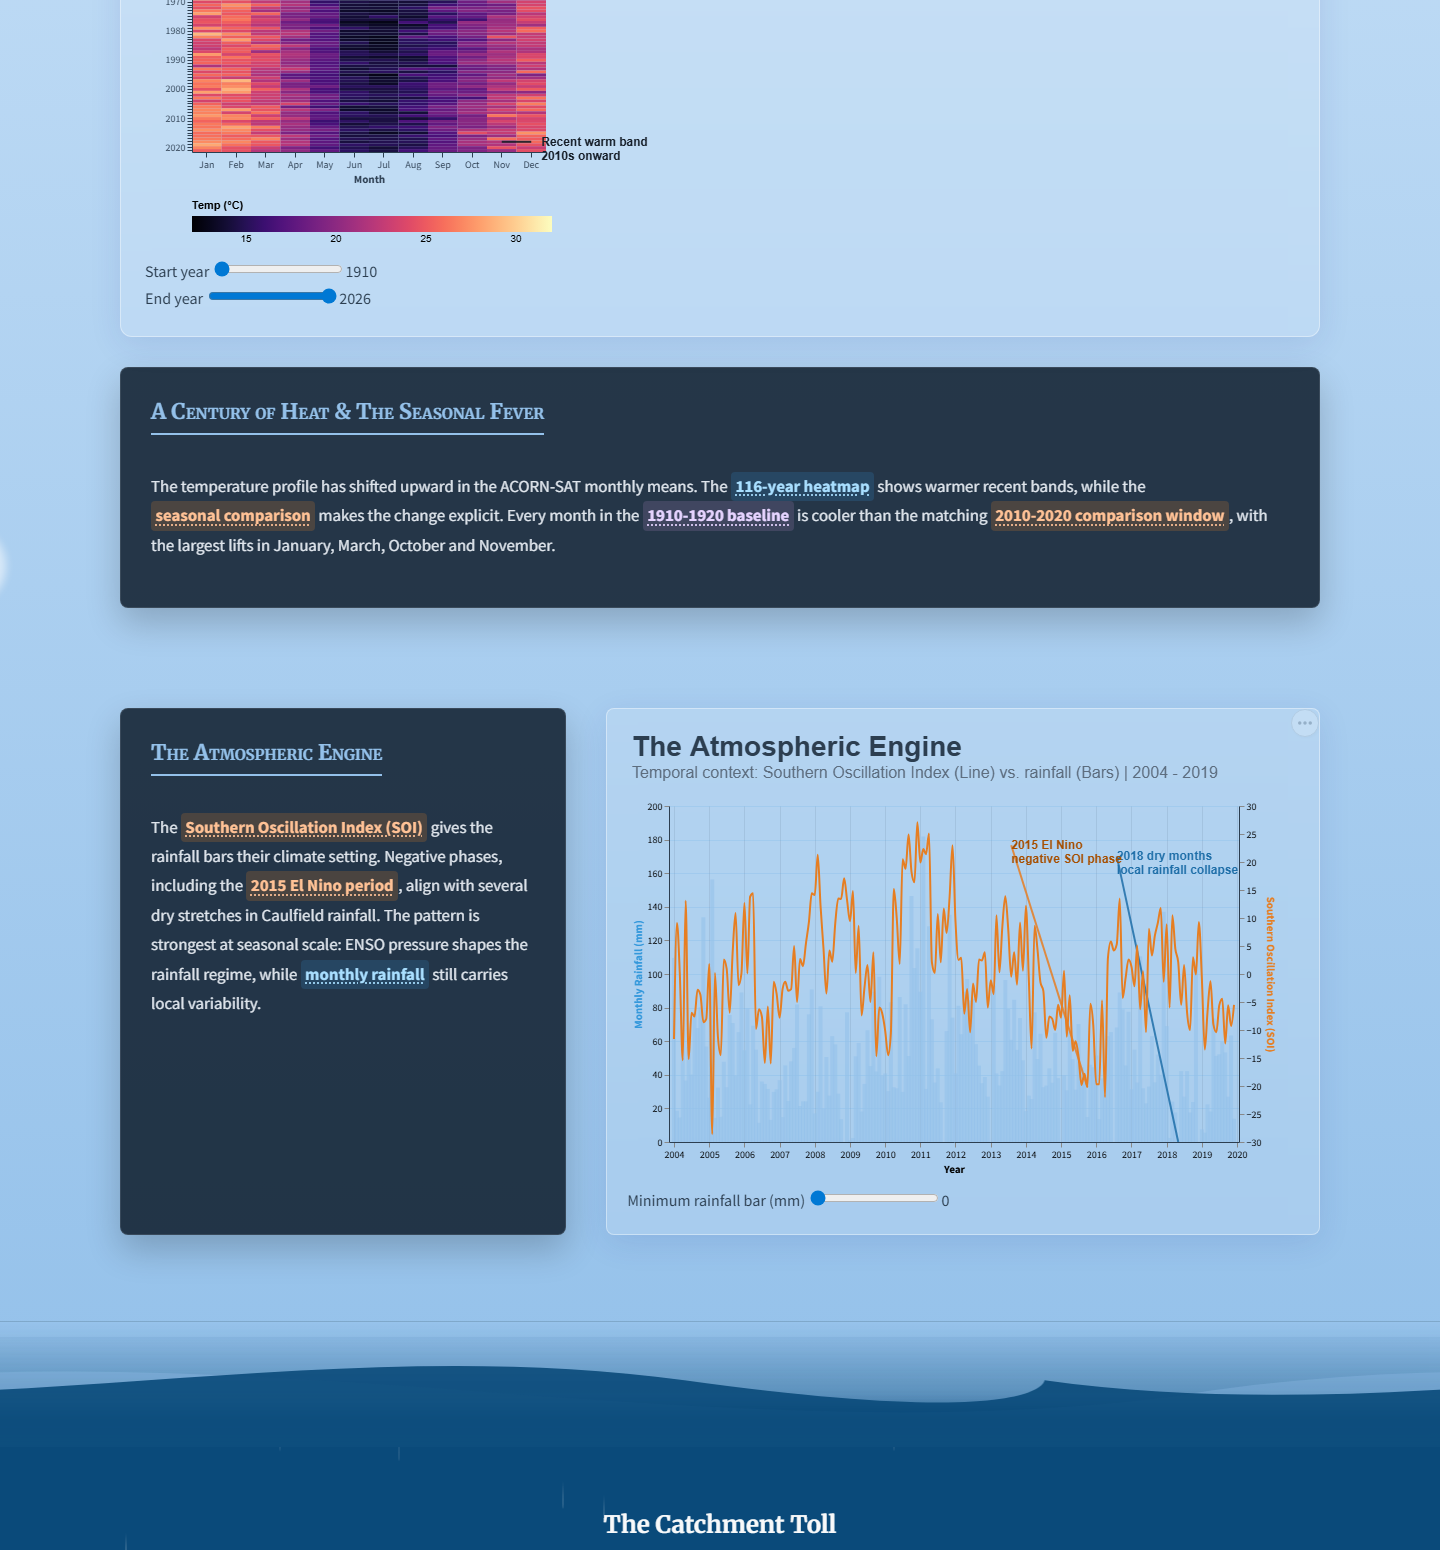 1970
1980
1990
2000
2010
2020
Recent warm band
2010s onward
Jan Feb Mar Apr May Jun Jul Aug Sep Oct Nov Dec
Month
Temp (°C)
15 20 25 30
Start year 1910
End year 2026
A Century of Heat & The Seasonal Fever
The temperature profile has shifted upward in the ACORN-SAT monthly means. The 116-year heatmap shows warmer recent bands, while the
seasonal comparison makes the change explicit. Every month in the 1910-1920 baseline is cooler than the matching 2010-2020 comparison window, with
the largest lifts in January, March, October and November.
The Atmospheric Engine
The Southern Oscillation Index (SOI) gives the
rainfall bars their climate setting. Negative phases,
including the 2015 El Nino period, align with several
dry stretches in Caulfield rainfall. The pattern is
strongest at seasonal scale: ENSO pressure shapes the
rainfall regime, while monthly rainfall still carries
local variability.
The Atmospheric Engine
Temporal context: Southern Oscillation Index (Line) vs. rainfall (Bars) | 2004 - 2019
200
180
160
140
120
100
80
60
40
20
0
Monthly Rainfall (mm)
2015 El Nino
negative SOI phase
2018 dry months
local rainfall collapse
30
25
20
15
10
5
0
−5
−10
−15
−20
−25
−30
Southern Oscillation Index (SOI)
2004 2005 2006 2007 2008 2009 2010 2011 2012 2013 2014 2015 2016 2017 2018 2019 2020
Year
Minimum rainfall bar (mm) 0
The Catchment Toll